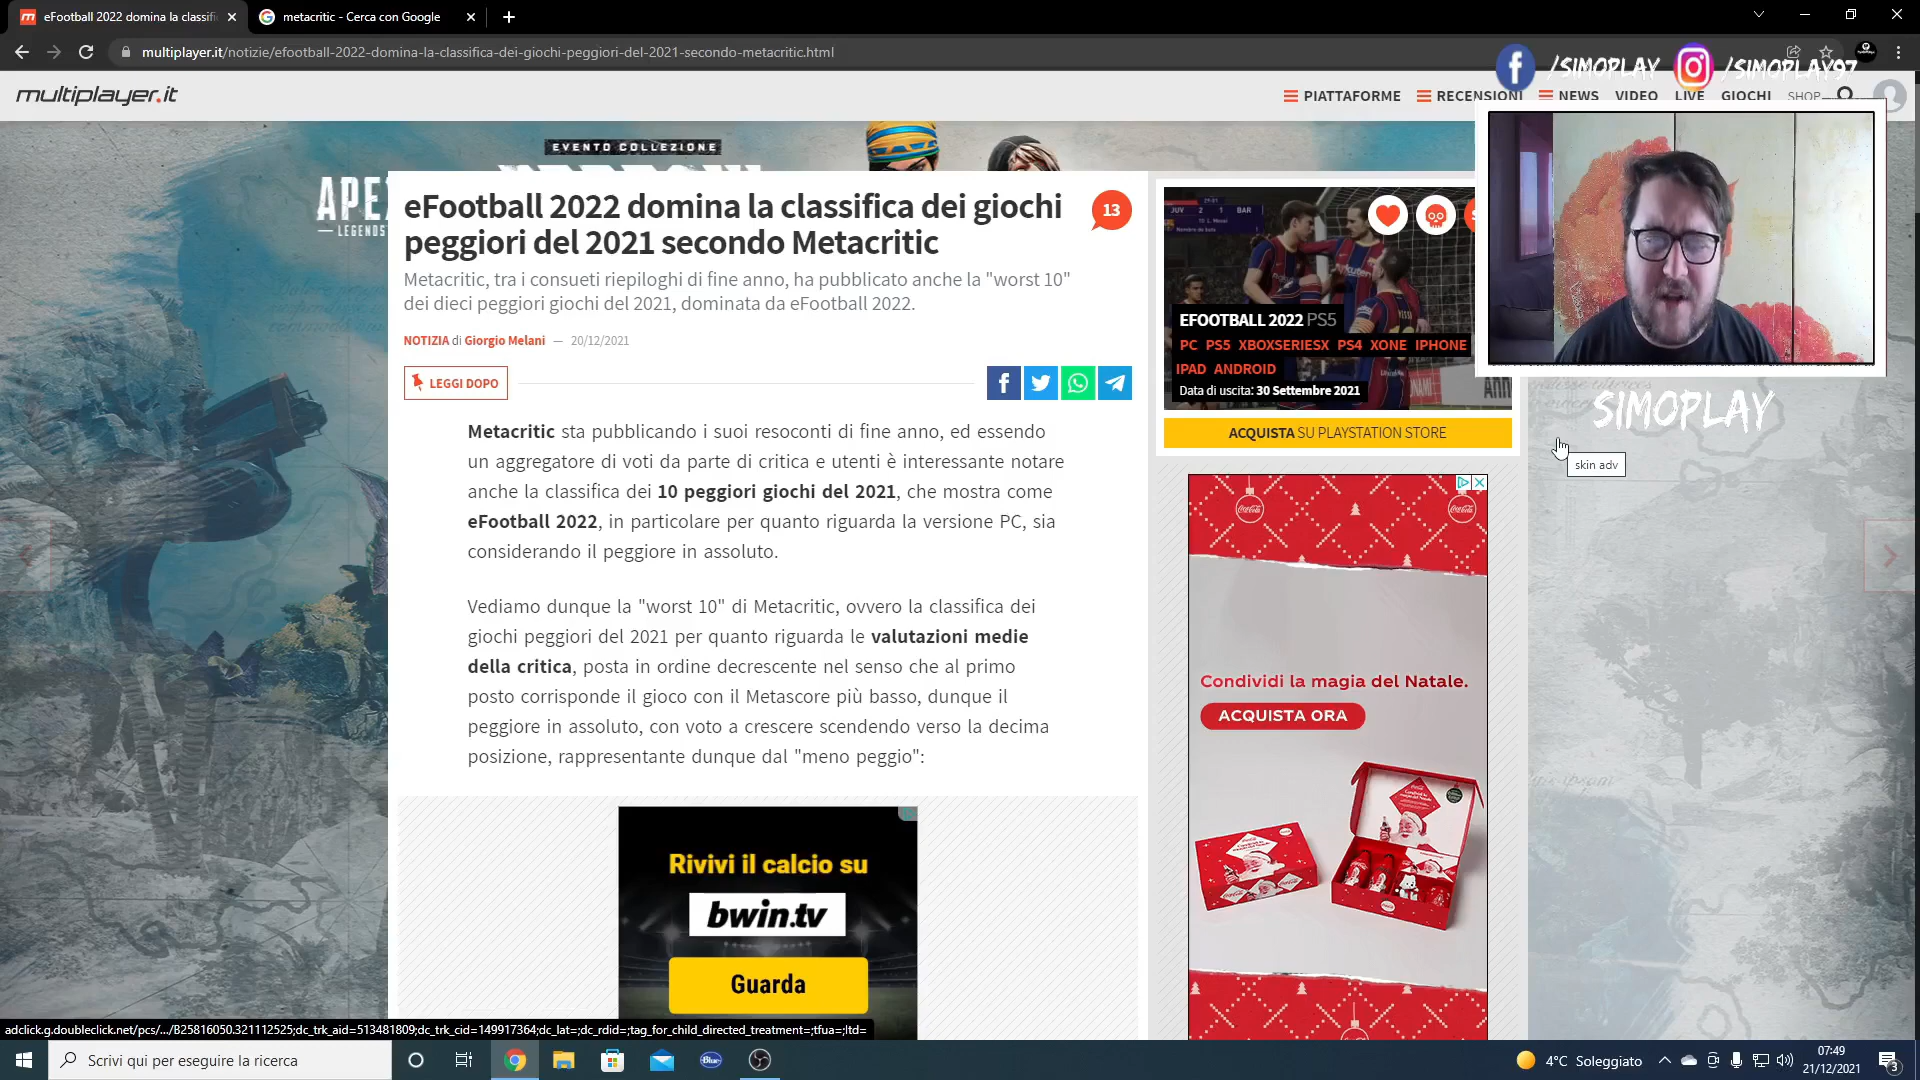 eFootball 2022 domina la classifi
metacritic - Cerca con Google
multiplayer.it/notizie/efootball-2022-domina-la-classifica-dei-giochi-peggiori-del-2021-secondo-metacritic.html
/SIMOPLAY
/SIMOPLAY97
multiplayer.it
PIATTAFORME
RECENSIONI
NEWS
VIDEO
LIVE
GIOCHI
SHOP
EVENTO COLLEZIONE
APEX
LEGENDS
eFootball 2022 domina la classifica dei giochi
peggiori del 2021 secondo Metacritic
13
Metacritic, tra i consueti riepiloghi di fine anno, ha pubblicato anche la "worst 10"
dei dieci peggiori giochi del 2021, dominata da eFootball 2022.
NOTIZIA di Giorgio Melani — 20/12/2021
LEGGI DOPO
Metacritic sta pubblicando i suoi resoconti di fine anno, ed essendo
un aggregatore di voti da parte di critica e utenti è interessante notare
anche la classifica dei 10 peggiori giochi del 2021, che mostra come
eFootball 2022, in particolare per quanto riguarda la versione PC, sia
considerando il peggiore in assoluto.
Vediamo dunque la "worst 10" di Metacritic, ovvero la classifica dei
giochi peggiori del 2021 per quanto riguarda le valutazioni medie
della critica, posta in ordine decrescente nel senso che al primo
posto corrisponde il gioco con il Metascore più basso, dunque il
peggiore in assoluto, con voto a crescere scendendo verso la decima
posizione, rappresentante dunque dal "meno peggio":
Rivivi il calcio su
bwin.tv
Guarda
JUV 2 1 BAR
EFOOTBALL 2022 PS5
PC PS5 XBOXSERIESX PS4 XONE IPHONE
IPAD ANDROID
Data di uscita: 30 Settembre 2021
ACQUISTA SU PLAYSTATION STORE
SIMOPLAY
skin adv
Coca-Cola
Coca-Cola
Condividi la magia del Natale.
ACQUISTA ORA
adclick.g.doubleclick.net/pcs/.../B25816050.321112525;dc_trk_aid=513481809;dc_trk_cid=149917364;dc_lat=;dc_rdid=;tag_for_child_directed_treatment=;tfua=;ltd=
Scrivi qui per eseguire la ricerca
Blue
4°C Soleggiato
07:49
21/12/2021
3